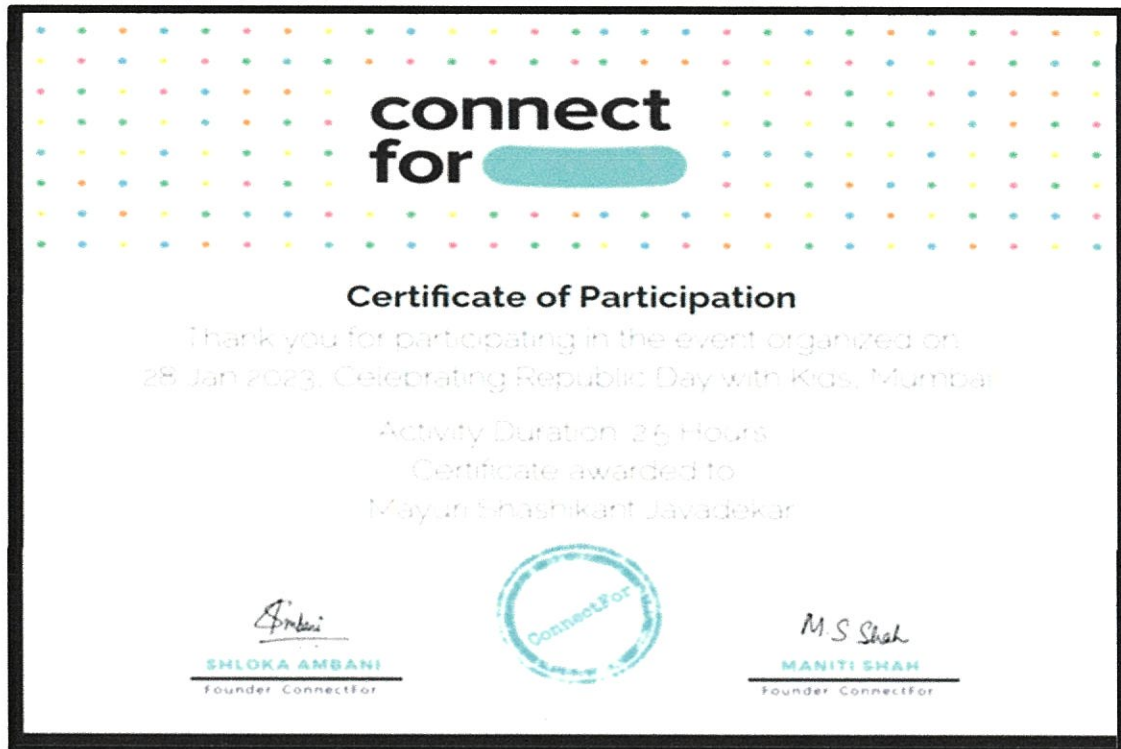 connect
for
Certificate of Participation
Thank you for participating in the event organized on
28 Jan 2023, Celebrating Republic Day with Kids, Mumbai
Activity Duration: 2.5 Hours
Certificate awarded to
Mayuri Shashikant Javadekar
ConnectFor
SAmbani
M.S Shah
SHLOKA AMBANI
MANITI SHAH
Founder ConnectFor
Founder ConnectFor